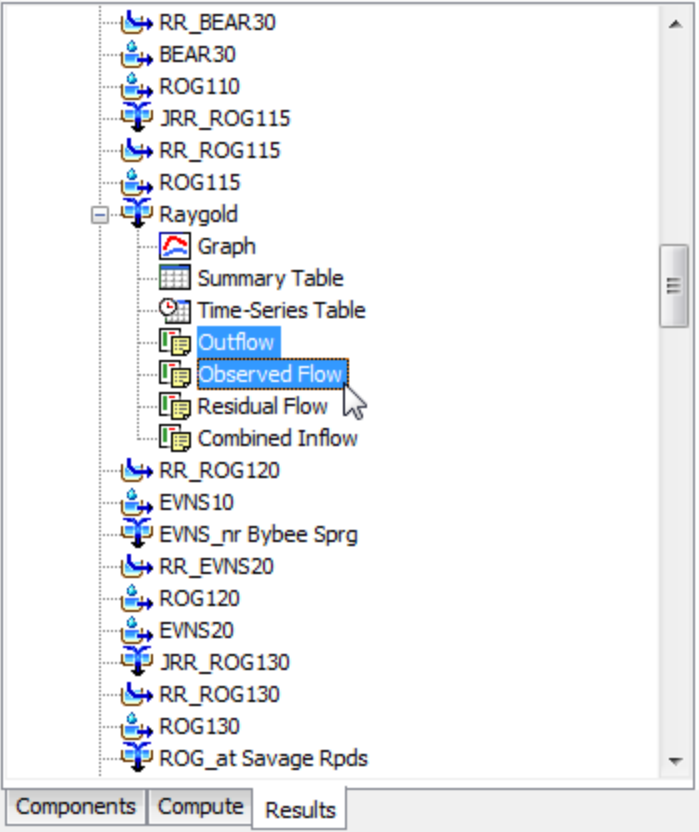 RR_BEAR30
BEAR30
ROG110
JRR_ROG115
RR_ROG115
ROG115
Raygold
Graph
Summary Table
Time-Series Table
Outflow
Observed Flow
Residual Flow
Combined Inflow
RR_ROG120
EVNS10
EVNS_nr Bybee Sprg
RR_EVNS20
ROG120
EVNS20
JRR_ROG130
RR_ROG130
ROG130
ROG_at Savage Rpds
Components Compute Results